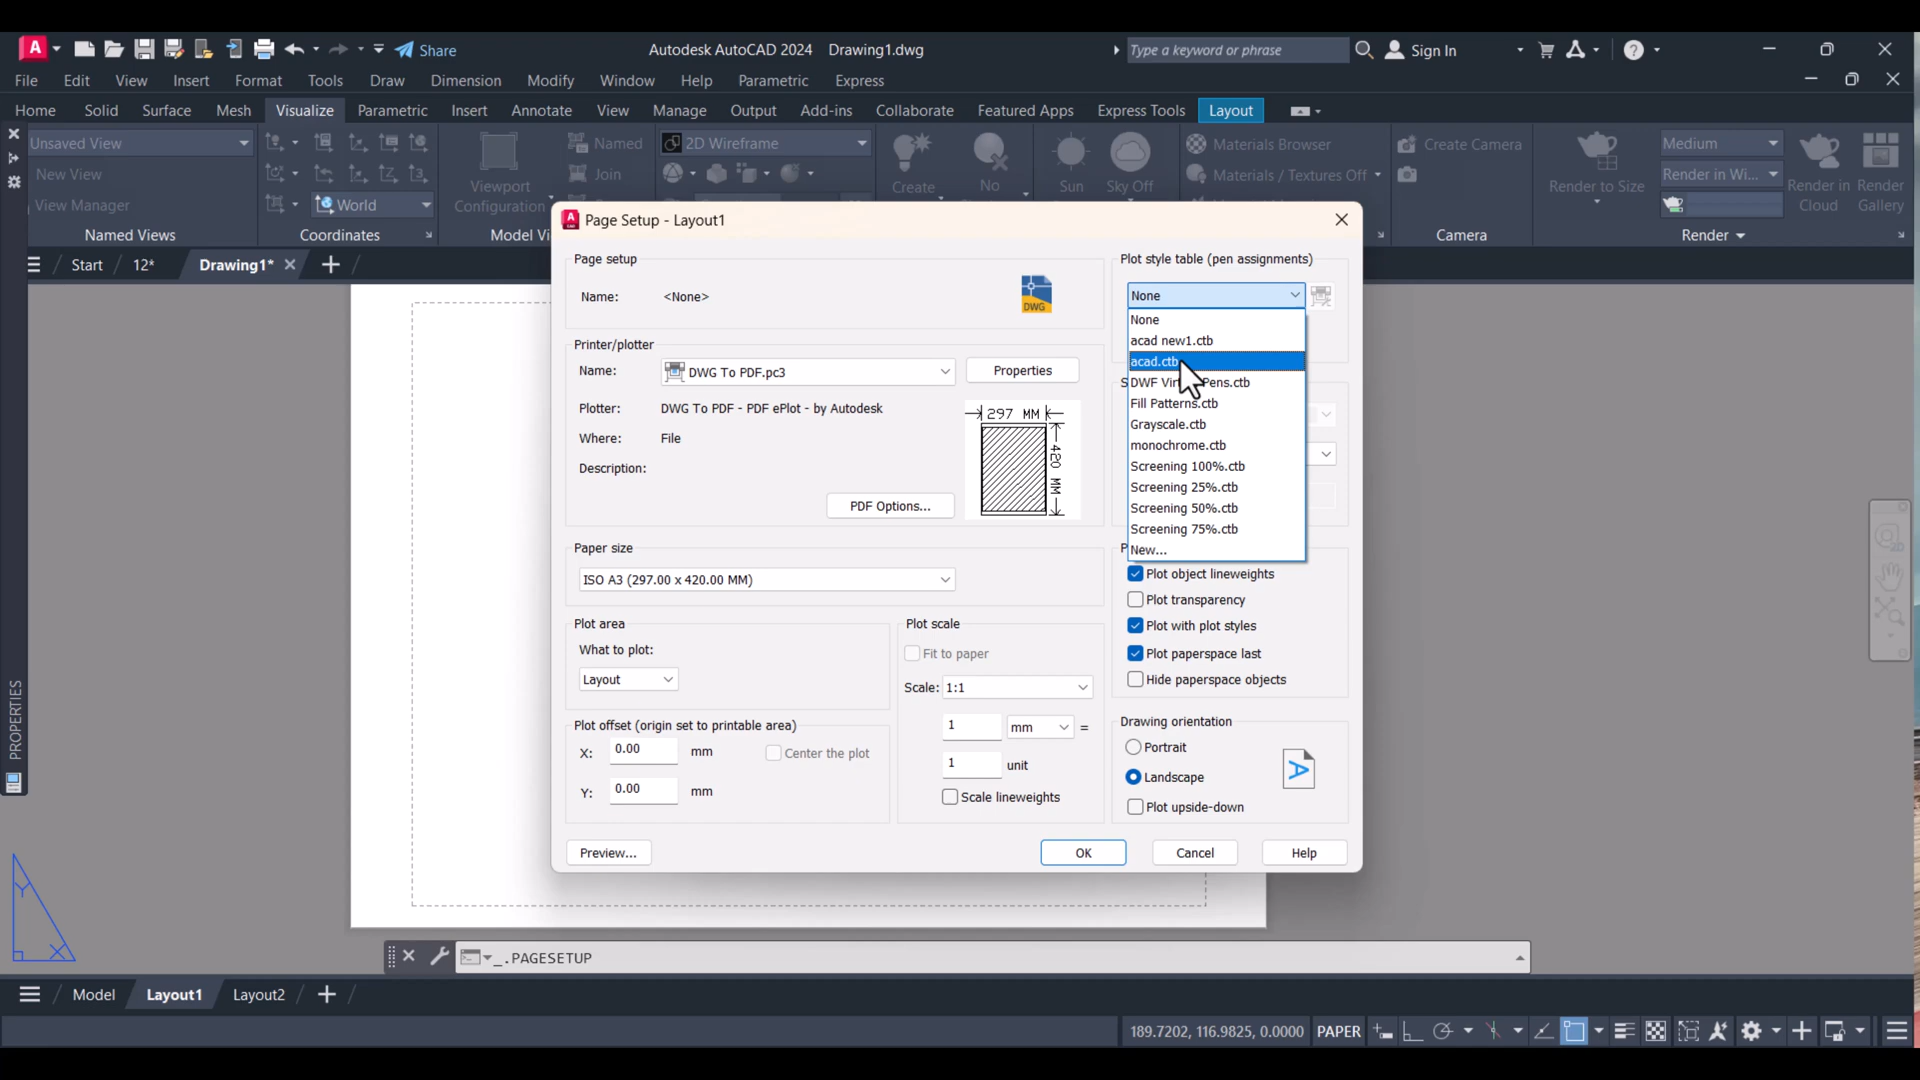 A Share Autodesk AutoCAD 2024 Drawing1.dwg Type a keyword or phrase Sign In
File Edit View Insert Format Tools Draw Dimension Modify Window Help Parametric Express
Home Solid Surface Mesh Visualize Parametric Insert Annotate View Manage Output Add-ins Collaborate Featured Apps Express Tools Layout
Unsaved View Named 2D Wireframe Materials Browser Create Camera Medium
New View Join Materials / Textures Off Render in Wi...
Viewport Create No Sun Sky Off Render to Size Render in Render
View Manager Configuration World Cloud Gallery
Named Views Coordinates Model Vi Camera Render
Start 12* Drawing1*
Page Setup - Layout1
Page setup
Name: <None>
DWG
Printer/plotter
Name: DWG To PDF.pc3 Properties
Plotter: DWG To PDF - PDF ePlot - by Autodesk
Where: File
Description:
PDF Options...
297 MM
420 MM
Paper size
ISO A3 (297.00 x 420.00 MM)
Plot area
What to plot:
Layout
Plot offset (origin set to printable area)
X: 0.00 mm Center the plot
Y: 0.00 mm
Plot scale
Fit to paper
Scale: 1:1
1 mm =
1 unit
Scale lineweights
Plot style table (pen assignments)
None
None
acad new1.ctb
acad.ctb
DWF Vir Pens.ctb
Fill Patterns.ctb
Grayscale.ctb
monochrome.ctb
Screening 100%.ctb
Screening 25%.ctb
Screening 50%.ctb
Screening 75%.ctb
New...
Plot object lineweights
Plot transparency
Plot with plot styles
Plot paperspace last
Hide paperspace objects
Drawing orientation
Portrait
Landscape
A
Plot upside-down
Preview... OK Cancel Help
PROPERTIES
Y
X
_.PAGESETUP
Model Layout1 Layout2
189.7202, 116.9825, 0.0000 PAPER